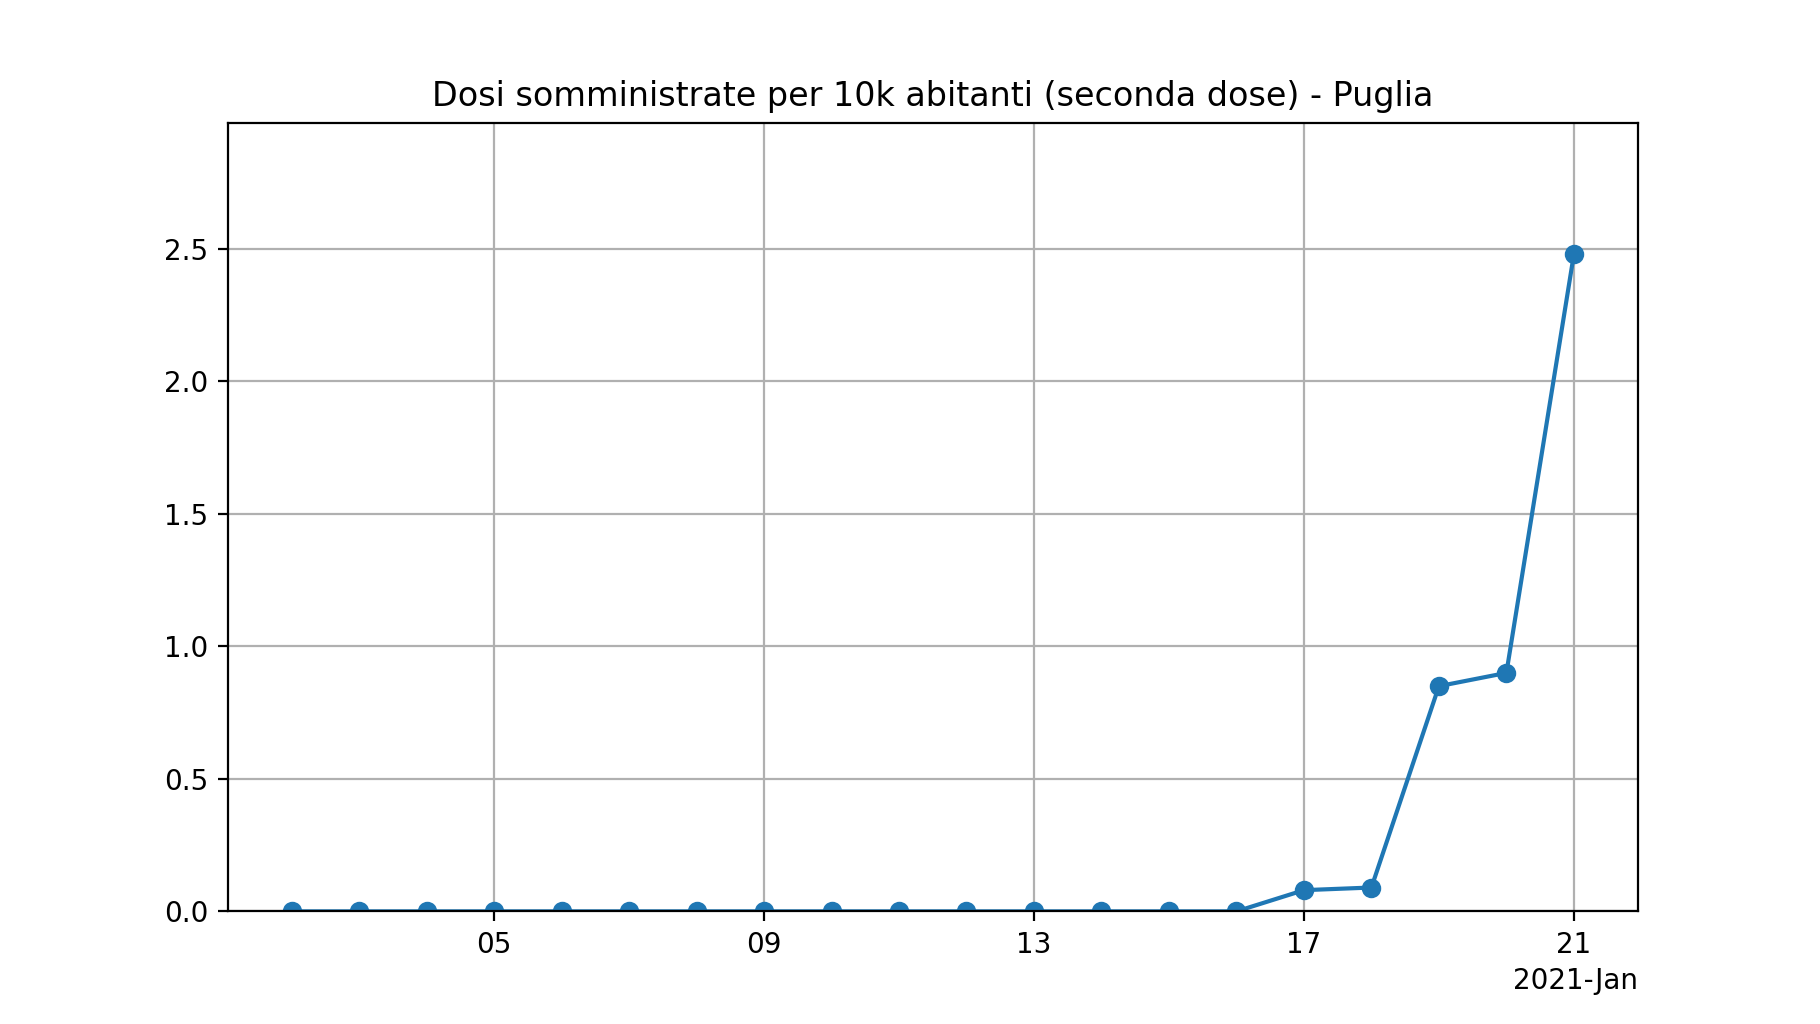 Dosi somministrate per 10k abitanti (seconda dose) - Puglia
2.5
2.0
1.5
1.0
0.5
0.0
05 09 13 17 21
2021-Jan